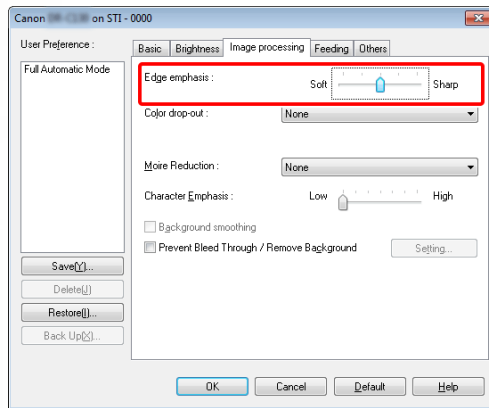 Canon on STI - 0000
User Preference :
Full Automatic Mode
Save(Y)...
Delete(J)
Restore(I)...
Back Up(X)...
Basic Brightness Image processing Feeding Others
Edge emphasis : Soft Sharp
Color drop-out : None
Moire Reduction : None
Character Emphasis : Low High
Background smoothing
Prevent Bleed Through / Remove Background Setting...
OK Cancel Default Help